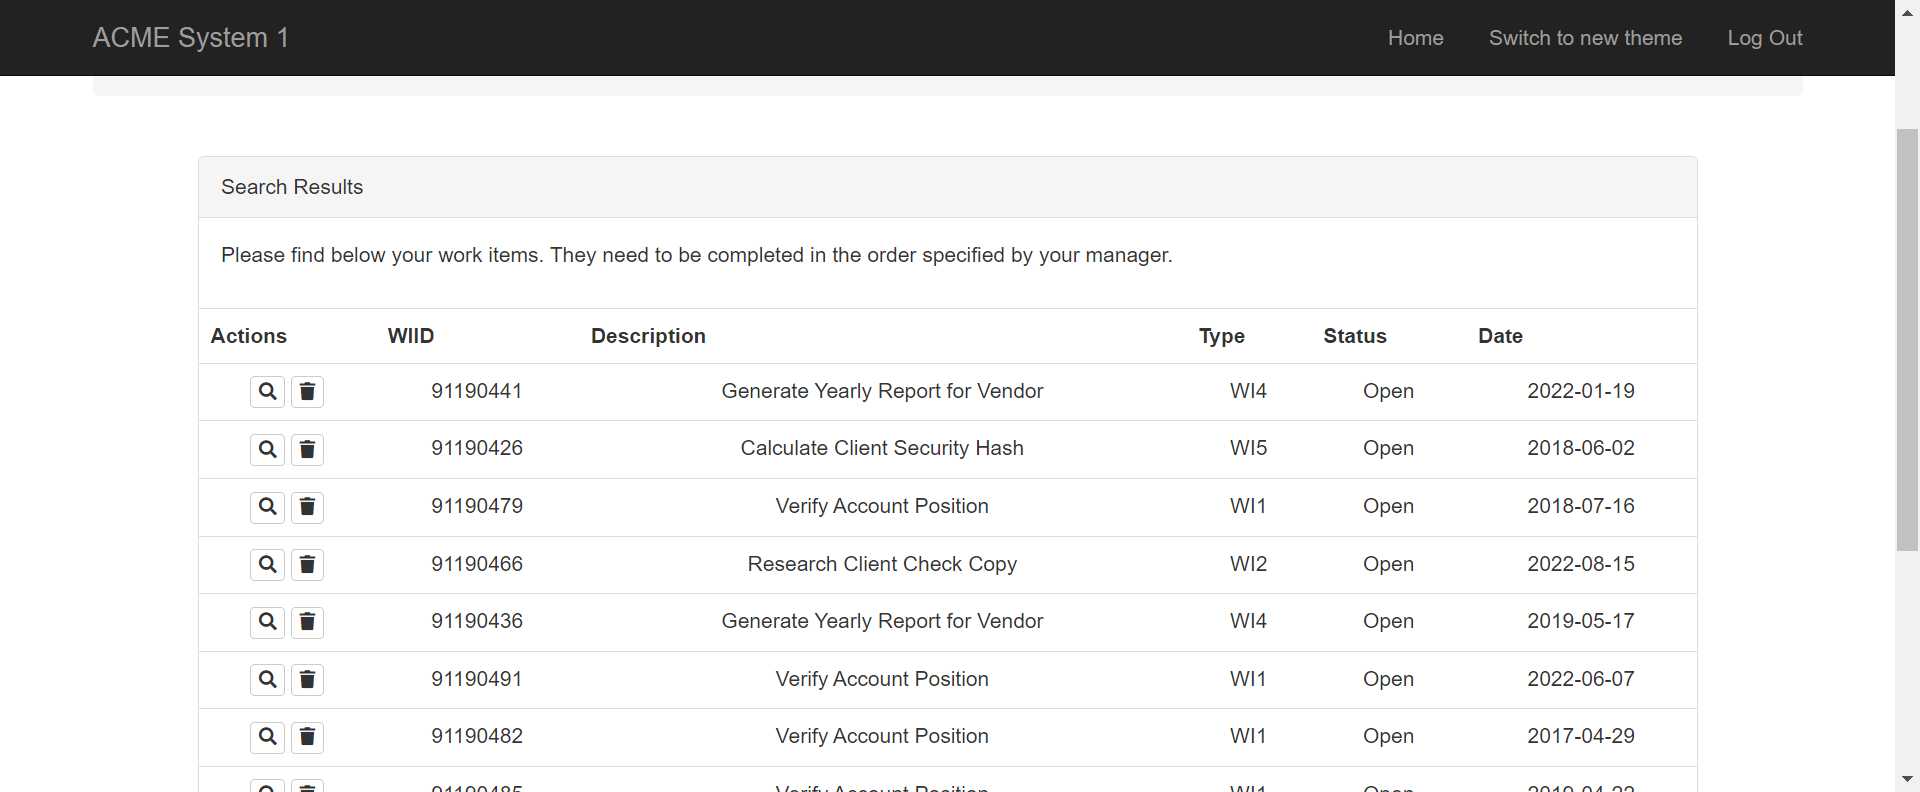 ACME System 1 Home Switch to new theme Log Out
Search Results
Please find below your work items. They need to be completed in the order specified by your manager.
Actions WIID Description Type Status Date
91190441 Generate Yearly Report for Vendor WI4 Open 2022-01-19
91190426 Calculate Client Security Hash WI5 Open 2018-06-02
91190479 Verify Account Position WI1 Open 2018-07-16
91190466 Research Client Check Copy WI2 Open 2022-08-15
91190436 Generate Yearly Report for Vendor WI4 Open 2019-05-17
91190491 Verify Account Position WI1 Open 2022-06-07
91190482 Verify Account Position WI1 Open 2017-04-29
Verify Account Position WI1 Open